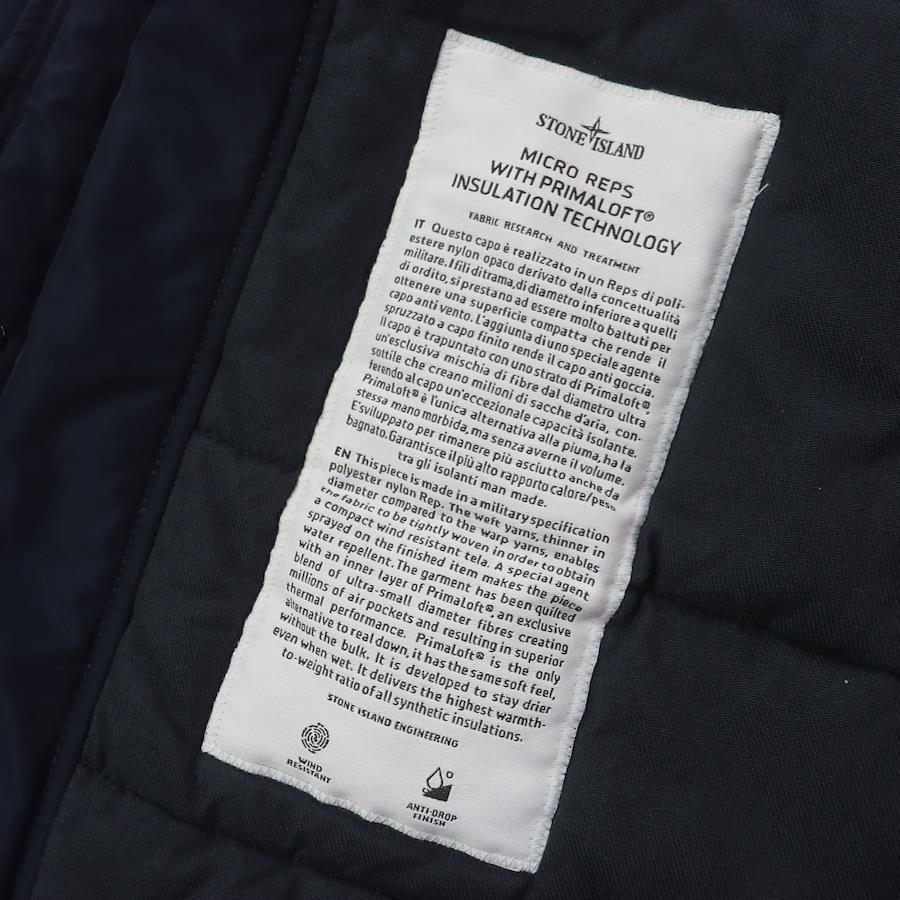 STONE ISLAND
MICRO REPS
WITH PRIMALOFT®
INSULATION TECHNOLOGY
FABRIC RESEARCH AND TREATMENT
IT Questo capo è realizzato in un Reps di poli-
estere nylon opaco derivato dalla concettualità
militare. I fili di trama, di diametro inferiore a quelli
di ordito, si prestano ad essere molto battuti per
ottenere una superficie compatta che rende il
capo anti vento. L'aggiunta di uno speciale agente
spruzzato a capo finito rende il capo anti goccia.
Il capo è trapuntato con uno strato di PrimaLoft®,
un'esclusiva mischia di fibre dal diametro ultra
sottile che creano milioni di sacche d'aria, con-
ferendo al capo un'eccezionale capacità isolante.
PrimaLoft® è l'unica alternativa alla piuma, ha la
stessa mano morbida, ma senza averne il volume.
E' sviluppato per rimanere più asciutto anche da
bagnato. Garantisce il più alto rapporto calore/peso
tra gli isolanti man made.
EN This piece is made in a military specification
polyester nylon Rep. The weft yarns, thinner in
diameter compared to the warp yarns, enables
the fabric to be tightly woven in order to obtain
a compact wind resistant tela. A special agent
sprayed on the finished item makes the piece
water repellent. The garment has been quilted
with an inner layer of PrimaLoft®, an exclusive
blend of ultra-small diameter fibres creating
millions of air pockets and resulting in superior
thermal performance. PrimaLoft® is the only
alternative to real down, it has the same soft feel,
without the bulk. It is developed to stay drier
even when wet. It delivers the highest warmth-
to-weight ratio of all synthetic insulations.
STONE ISLAND ENGINEERING
WIND
RESISTANT
ANTI-DROP
FINISH